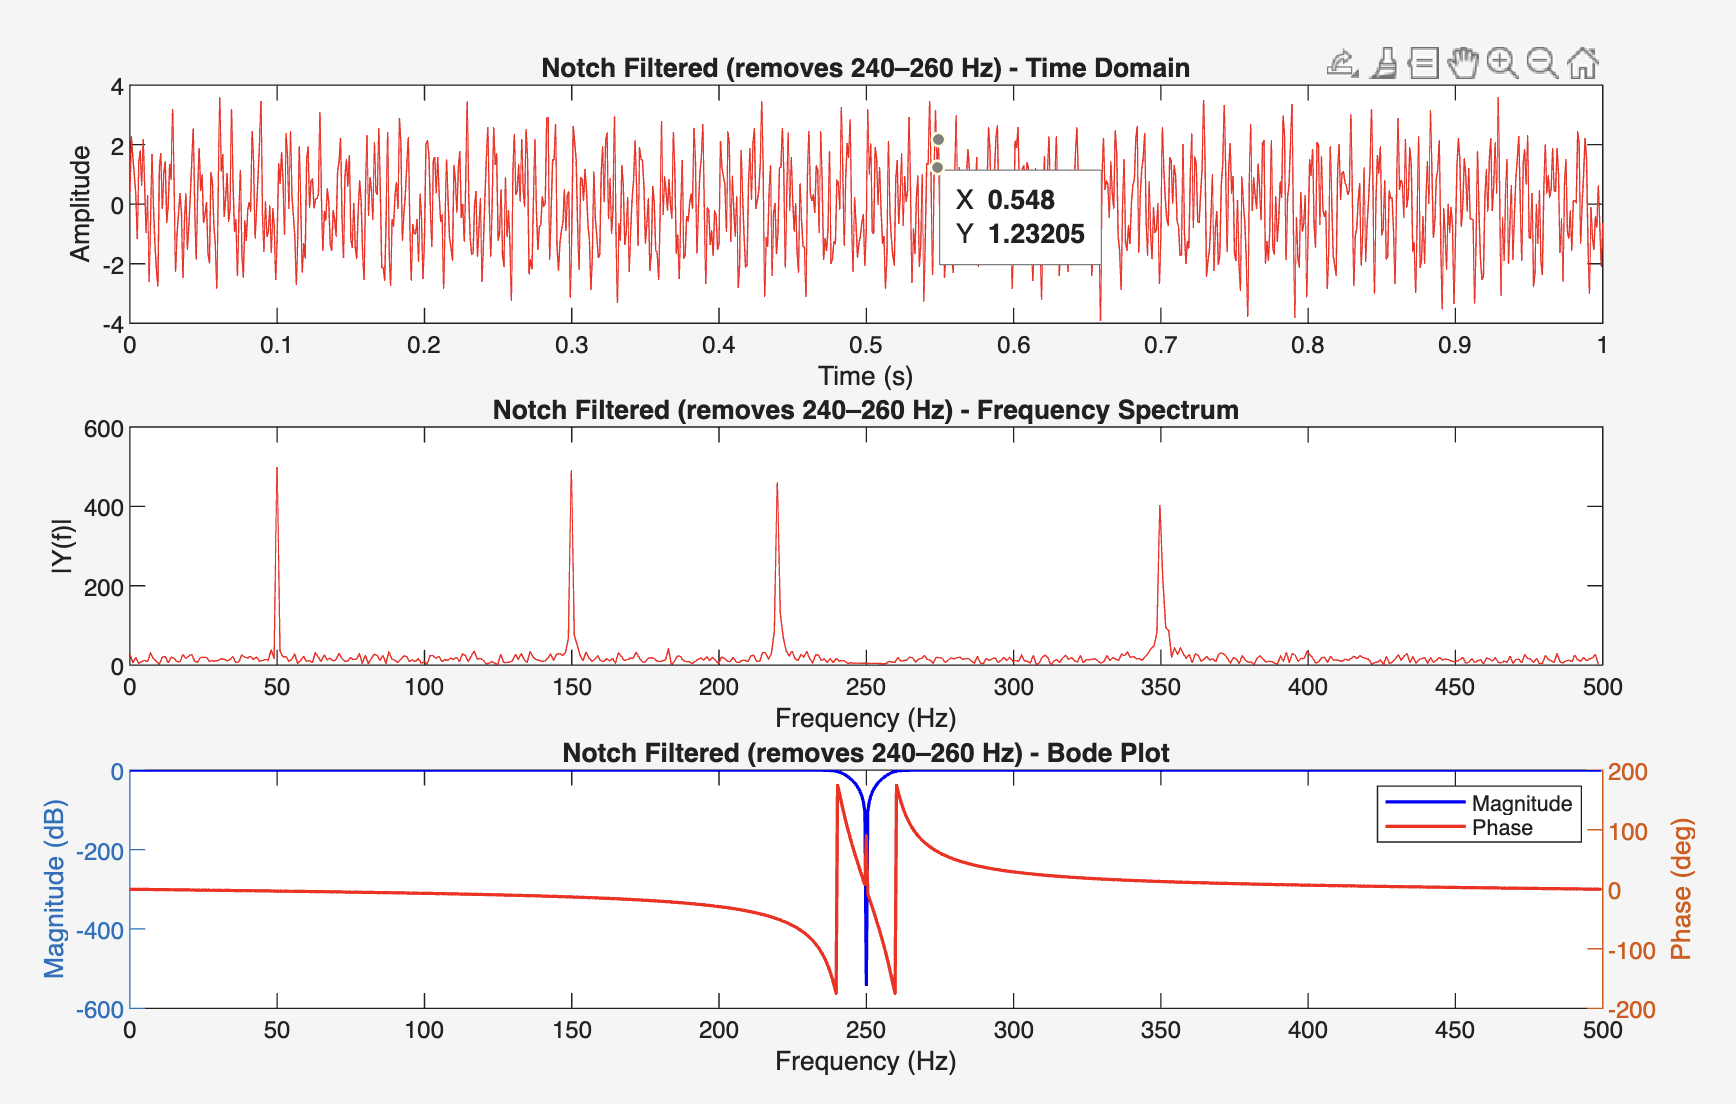 Notch Filtered (removes 240–260 Hz) - Time Domain
4
2
0
-2
-4
Amplitude
X 0.548
Y 1.23205
0 0.1 0.2 0.3 0.4 0.5 0.6 0.7 0.8 0.9 1
Time (s)
Notch Filtered (removes 240–260 Hz) - Frequency Spectrum
600
400
200
0
|Y(f)|
0 50 100 150 200 250 300 350 400 450 500
Frequency (Hz)
Notch Filtered (removes 240–260 Hz) - Bode Plot
0
-200
-400
-600
Magnitude (dB)
Magnitude
Phase
200
100
0
-100
-200
Phase (deg)
0 50 100 150 200 250 300 350 400 450 500
Frequency (Hz)